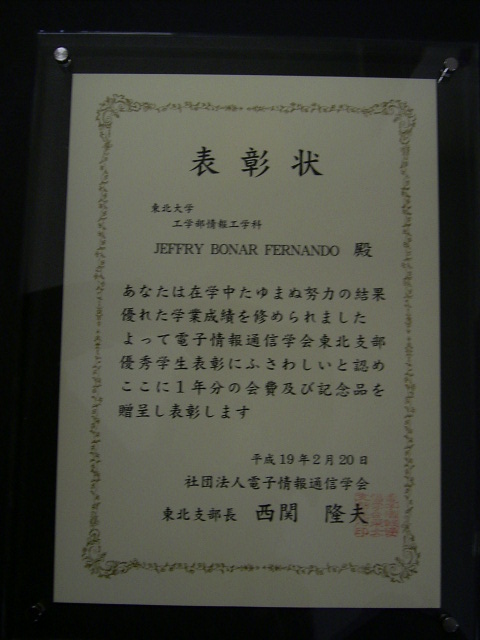 表彰状
東北大学
工学部情報工学科
JEFFRY BONAR FERNANDO 殿
あなたは在学中たゆまぬ努力の結果
優れた学業成績を修められました
よって電子情報通信学会東北支部
優秀学生表彰にふさわしいと認め
ここに1年分の会費及び記念品を
贈呈し表彰します
平成19年2月20日
社団法人電子情報通信学会
東北支部長 西関 隆夫